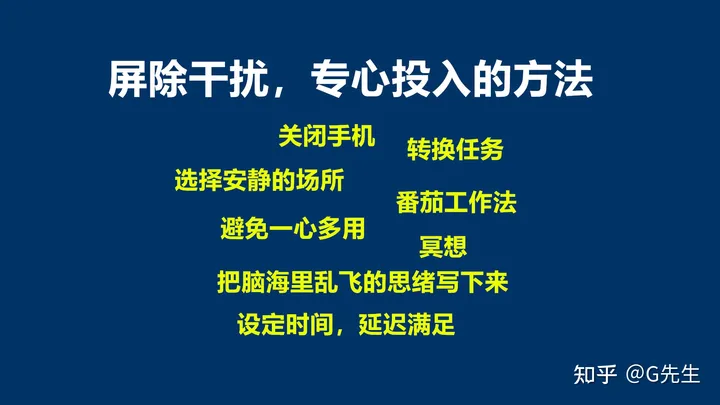 屏除干扰，专心投入的方法
关闭手机
转换任务
选择安静的场所
番茄工作法
避免一心多用
冥想
把脑海里乱飞的思绪写下来
设定时间，延迟满足
知乎 @G先生